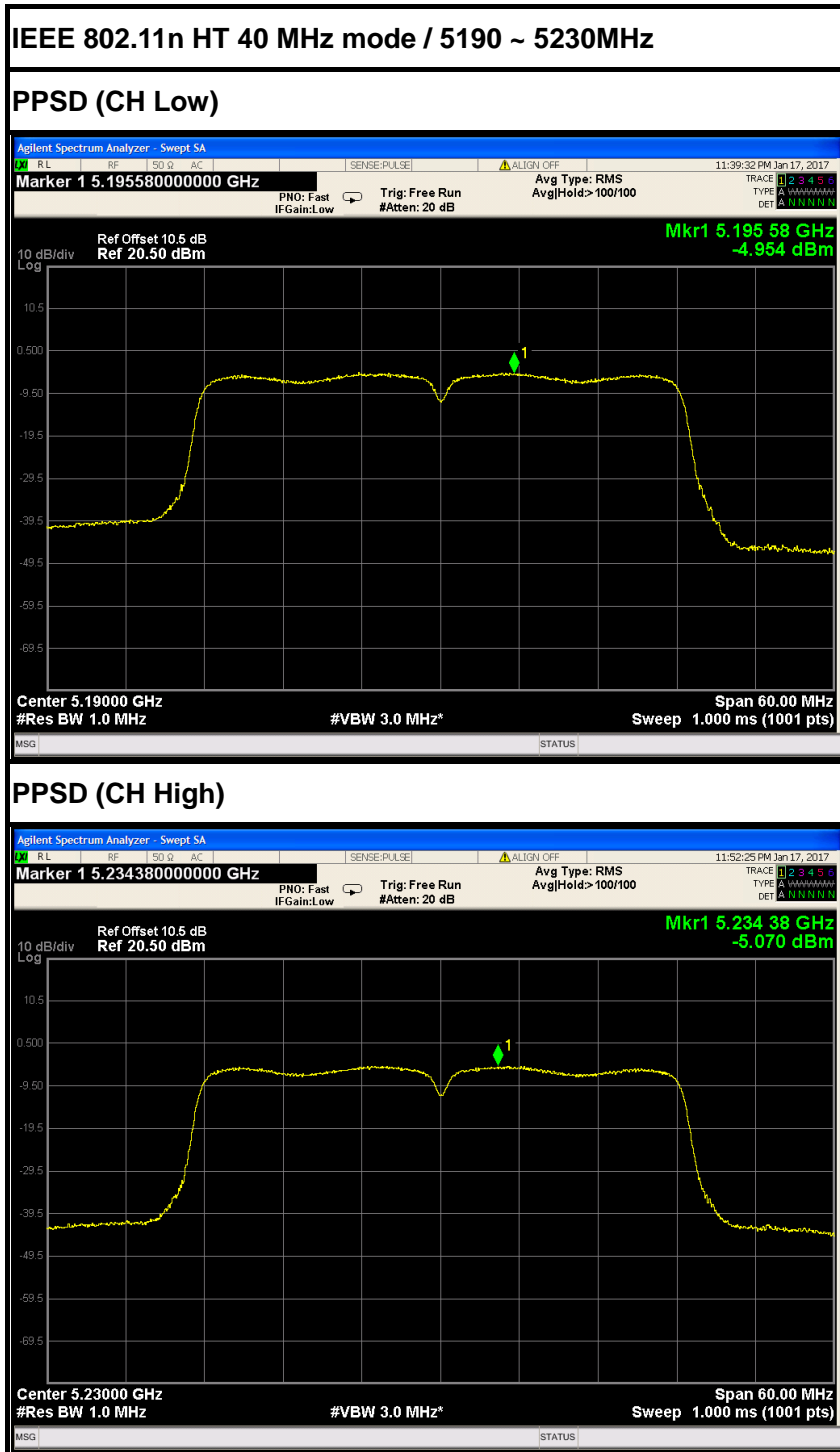 IEEE 802.11n HT 40 MHz mode / 5190 ~ 5230MHz
PPSD (CH Low)
Agilent Spectrum Analyzer - Swept SA
LXI RL RF 50 Ω AC SENSE:PULSE ALIGN OFF 11:39:32 PM Jan 17, 2017
Marker 1 5.195580000000 GHz
PNO: Fast
IFGain:Low
Trig: Free Run
#Atten: 20 dB
Avg Type: RMS
Avg|Hold:>100/100
TRACE 1 2 3 4 5 6
TYPE A WWWWW
DET A N N N N N
Mkr1 5.195 58 GHz
-4.954 dBm
Ref Offset 10.5 dB
10 dB/div Ref 20.50 dBm
Log
10.5
0.500
1
-9.50
-19.5
-29.5
-39.5
-49.5
-59.5
-69.5
Center 5.19000 GHz Span 60.00 MHz
#Res BW 1.0 MHz #VBW 3.0 MHz* Sweep 1.000 ms (1001 pts)
MSG STATUS
PPSD (CH High)
Agilent Spectrum Analyzer - Swept SA
LXI RL RF 50 Ω AC SENSE:PULSE ALIGN OFF 11:52:25 PM Jan 17, 2017
Marker 1 5.234380000000 GHz
PNO: Fast
IFGain:Low
Trig: Free Run
#Atten: 20 dB
Avg Type: RMS
Avg|Hold:>100/100
TRACE 1 2 3 4 5 6
TYPE A WWWWW
DET A N N N N N
Mkr1 5.234 38 GHz
-5.070 dBm
Ref Offset 10.5 dB
10 dB/div Ref 20.50 dBm
Log
10.5
0.500
1
-9.50
-19.5
-29.5
-39.5
-49.5
-59.5
-69.5
Center 5.23000 GHz Span 60.00 MHz
#Res BW 1.0 MHz #VBW 3.0 MHz* Sweep 1.000 ms (1001 pts)
MSG STATUS